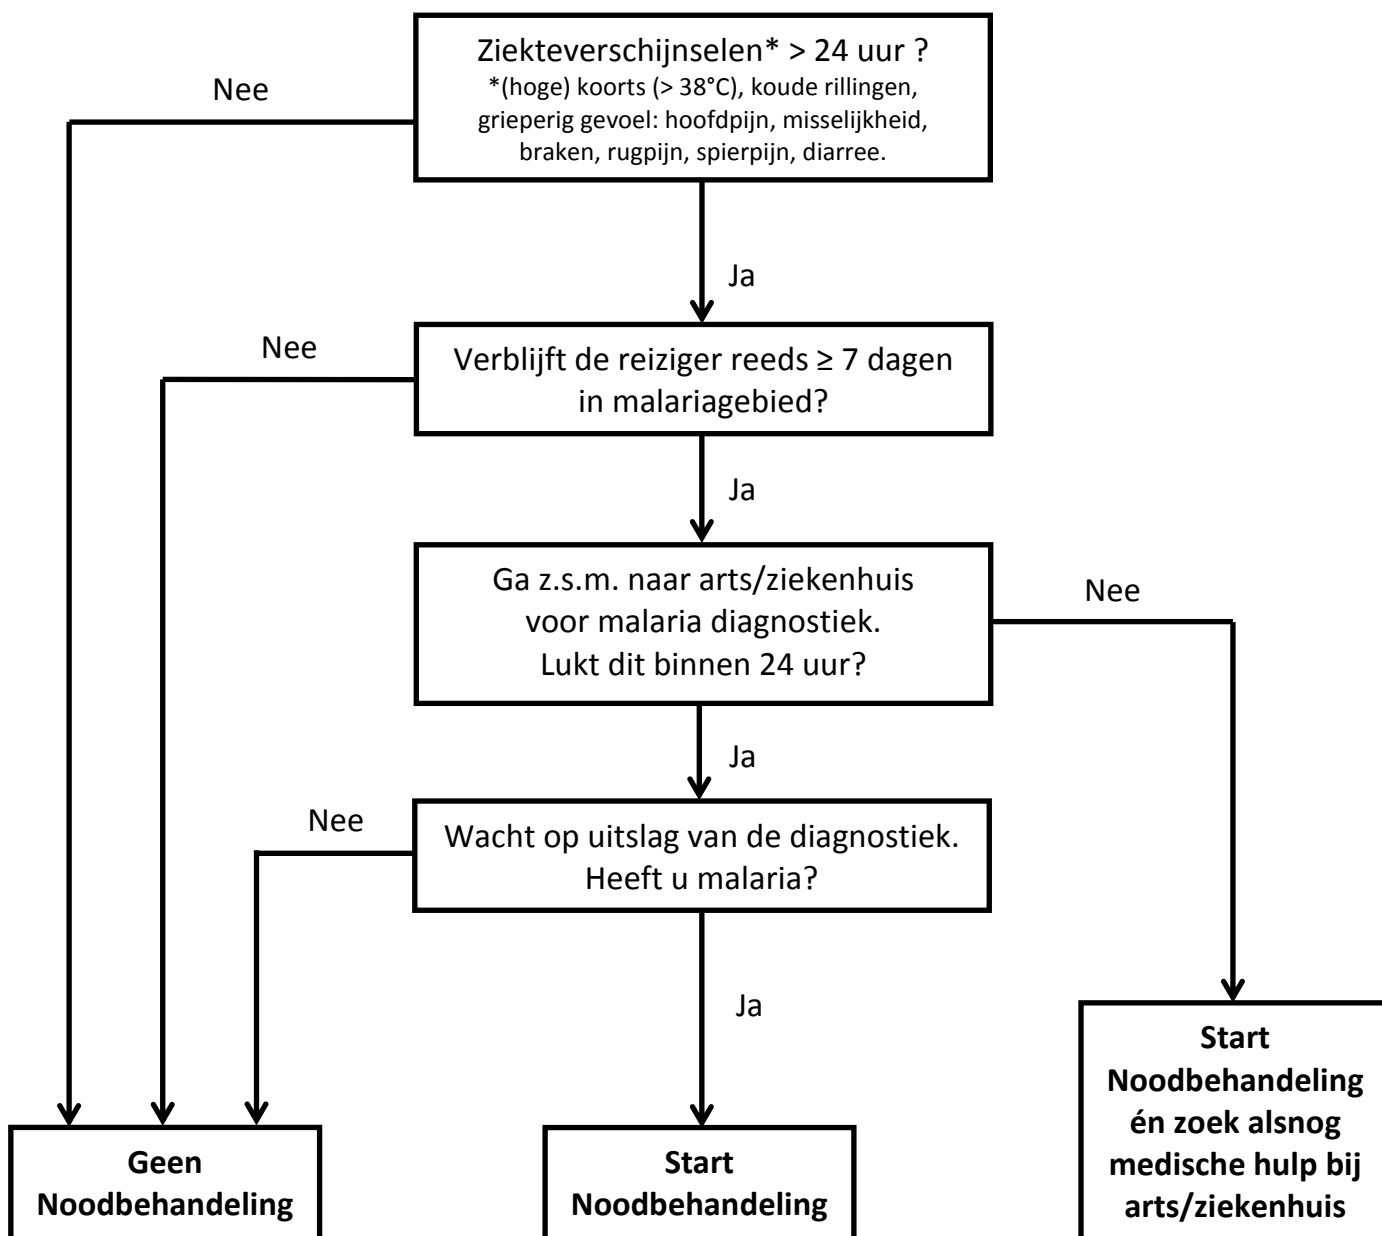 Ziekteverschijnselen* > 24 uur ?
*(hoge) koorts (> 38°C), koude rillingen,
grieperig gevoel: hoofdpijn, misselijkheid,
braken, rugpijn, spierpijn, diarree.
Nee
Ja
Nee
Verblijft de reiziger reeds ≥ 7 dagen
in malariagebied?
Ja
Ga z.s.m. naar arts/ziekenhuis
voor malaria diagnostiek.
Lukt dit binnen 24 uur?
Nee
Ja
Nee
Wacht op uitslag van de diagnostiek.
Heeft u malaria?
Ja
Geen
Noodbehandeling
Start
Noodbehandeling
Start
Noodbehandeling
én zoek alsnog
medische hulp bij
arts/ziekenhuis